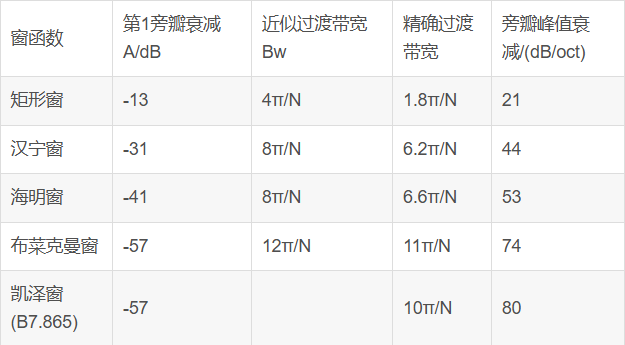 窗函数
第1旁瓣衰减
A/dB
近似过渡带宽
Bw
精确过渡
带宽
旁瓣峰值衰
减/(dB/oct)
矩形窗
-13
4π/N
1.8π/N
21
汉宁窗
-31
8π/N
6.2π/N
44
海明窗
-41
8π/N
6.6π/N
53
布莱克曼窗
-57
12π/N
11π/N
74
凯泽窗
(B7.865)
-57
10π/N
80